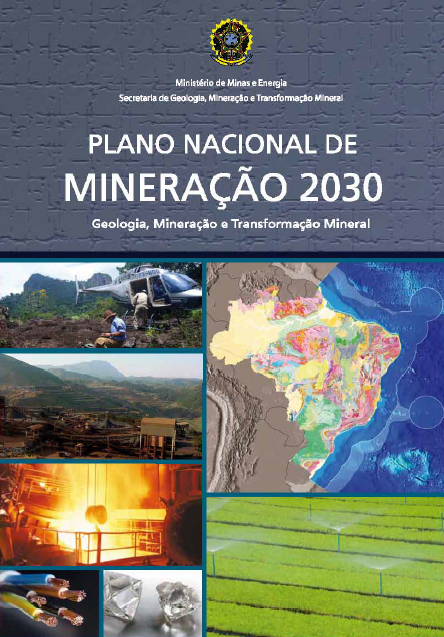 Ministério de Minas e Energia
Secretaria de Geologia, Mineração e Transformação Mineral
PLANO NACIONAL DE
MINERAÇÃO 2030
Geologia, Mineração e Transformação Mineral